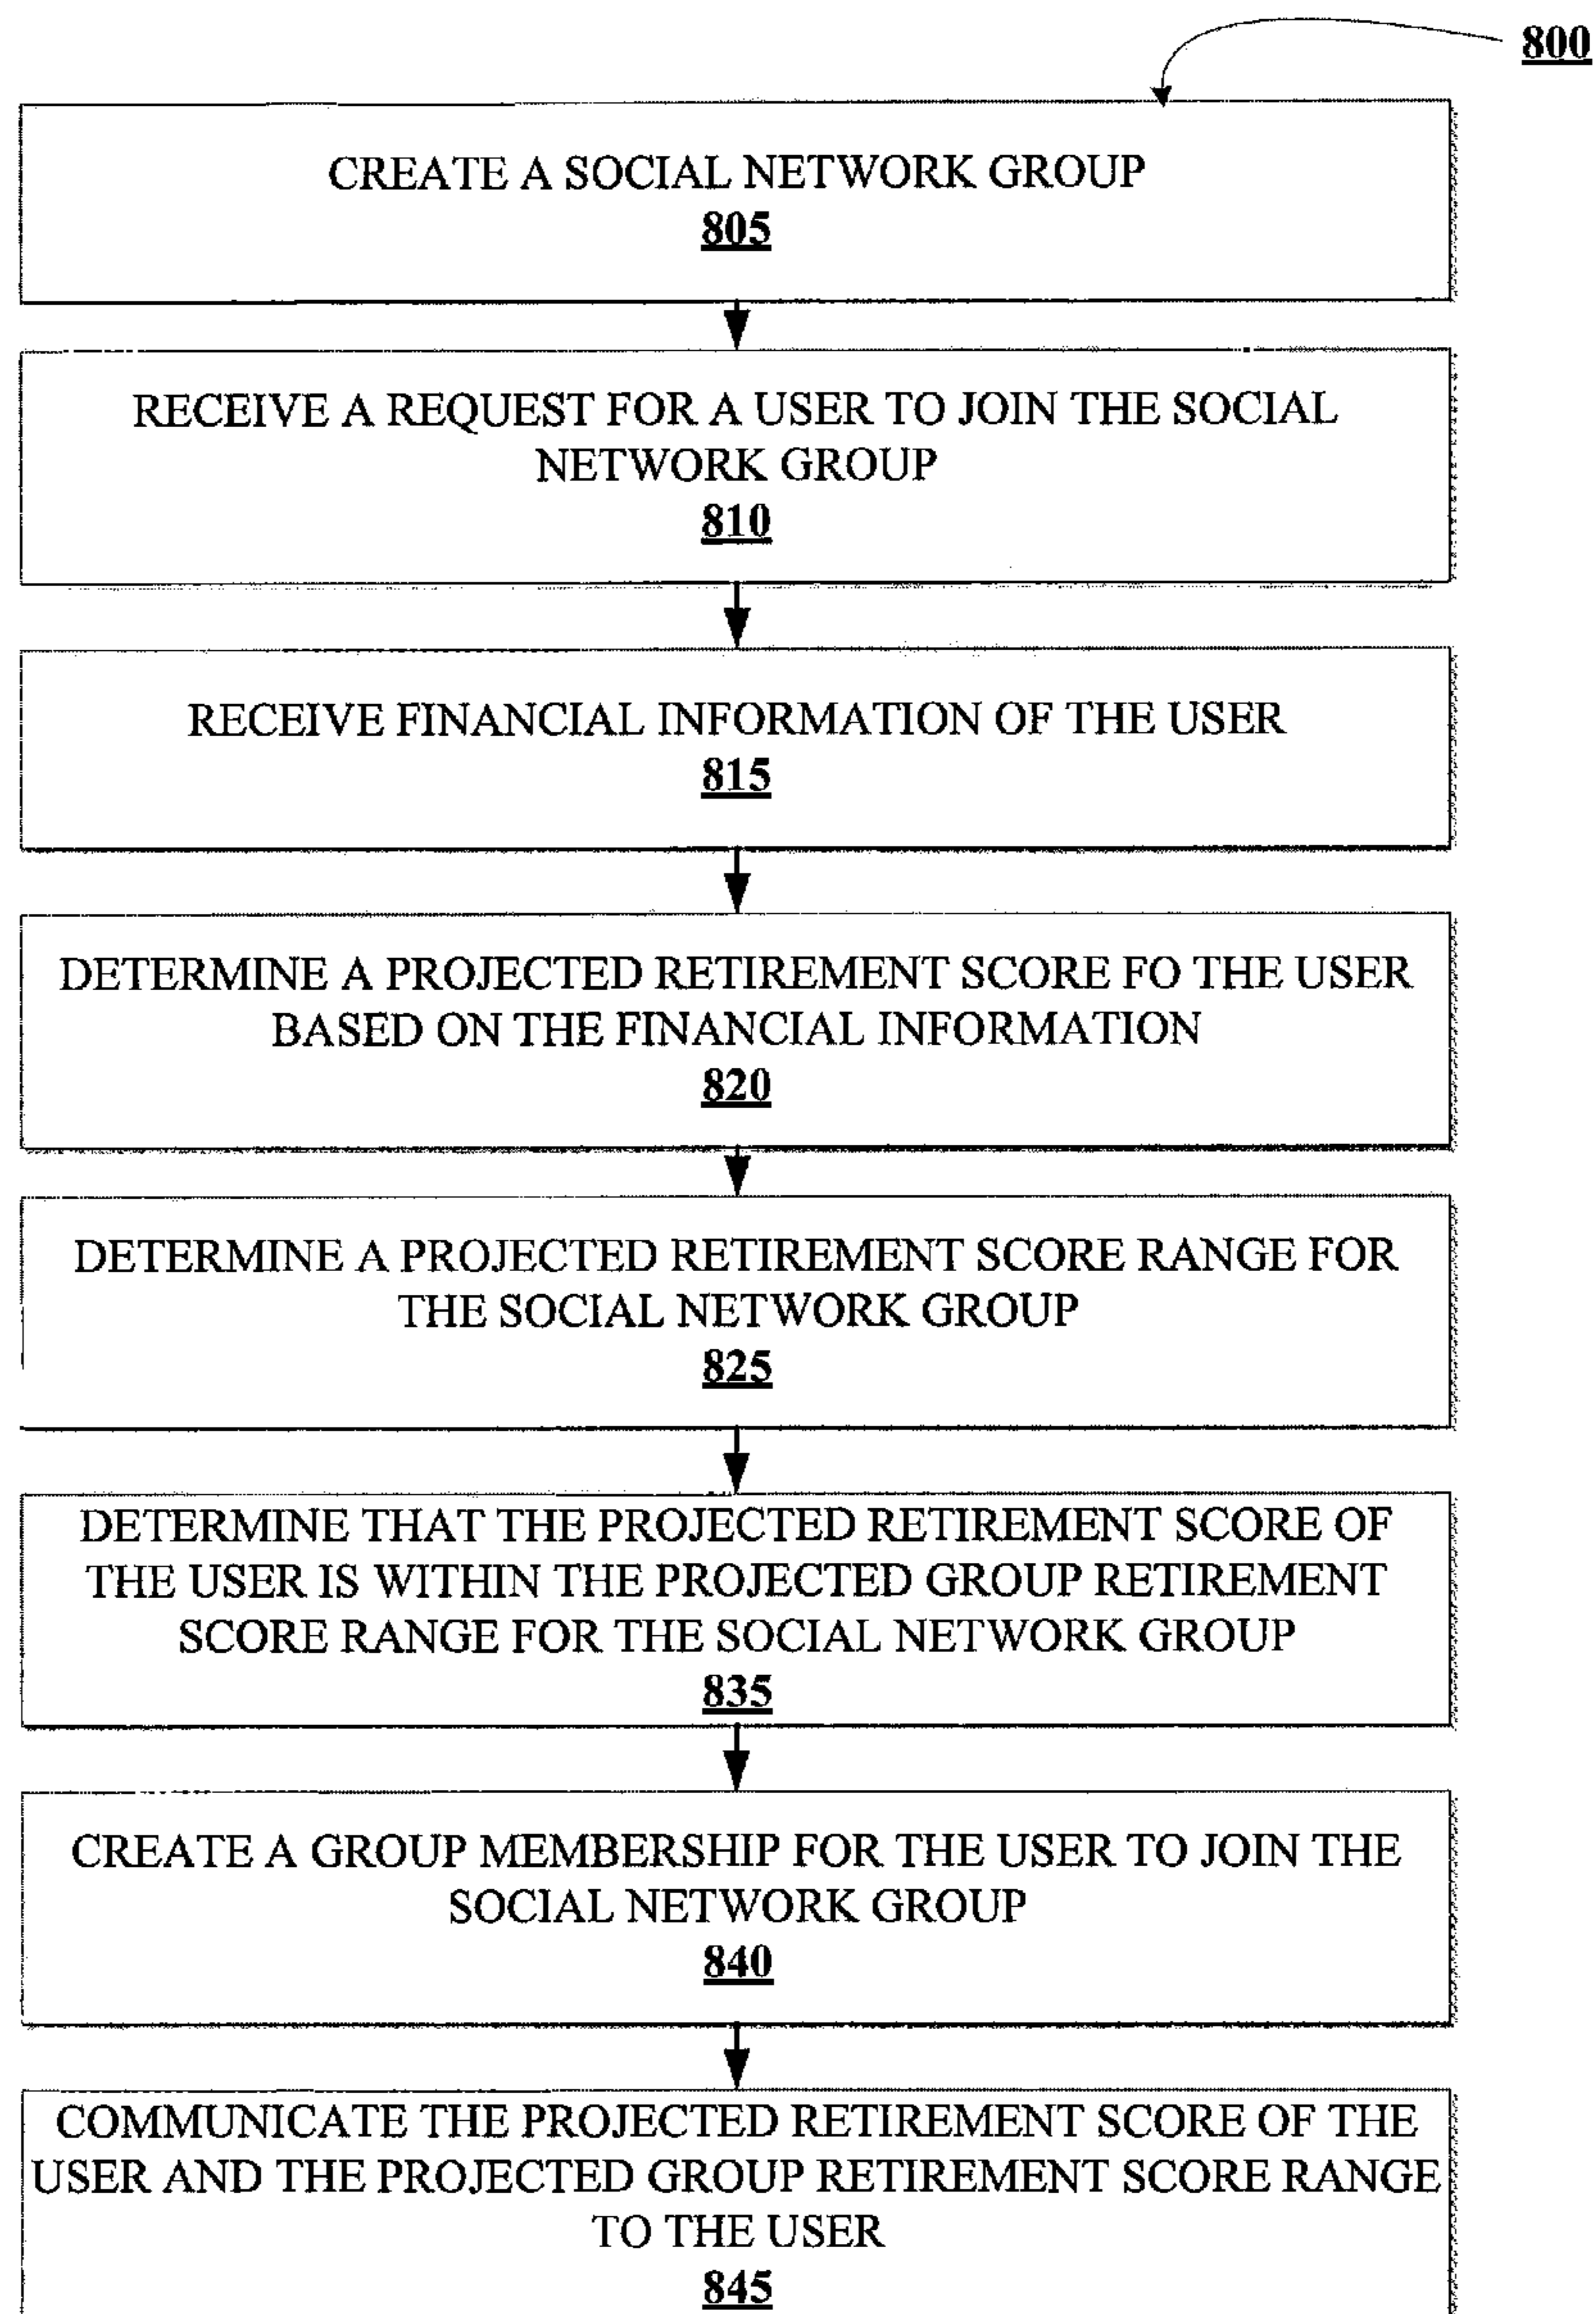 800
CREATE A SOCIAL NETWORK GROUP
805
RECEIVE A REQUEST FOR A USER TO JOIN THE SOCIAL
NETWORK GROUP
810
RECEIVE FINANCIAL INFORMATION OF THE USER
815
DETERMINE A PROJECTED RETIREMENT SCORE FO THE USER
BASED ON THE FINANCIAL INFORMATION
820
DETERMINE A PROJECTED RETIREMENT SCORE RANGE FOR
THE SOCIAL NETWORK GROUP
825
DETERMINE THAT THE PROJECTED RETIREMENT SCORE OF
THE USER IS WITHIN THE PROJECTED GROUP RETIREMENT
SCORE RANGE FOR THE SOCIAL NETWORK GROUP
835
CREATE A GROUP MEMBERSHIP FOR THE USER TO JOIN THE
SOCIAL NETWORK GROUP
840
COMMUNICATE THE PROJECTED RETIREMENT SCORE OF THE
USER AND THE PROJECTED GROUP RETIREMENT SCORE RANGE
TO THE USER
845